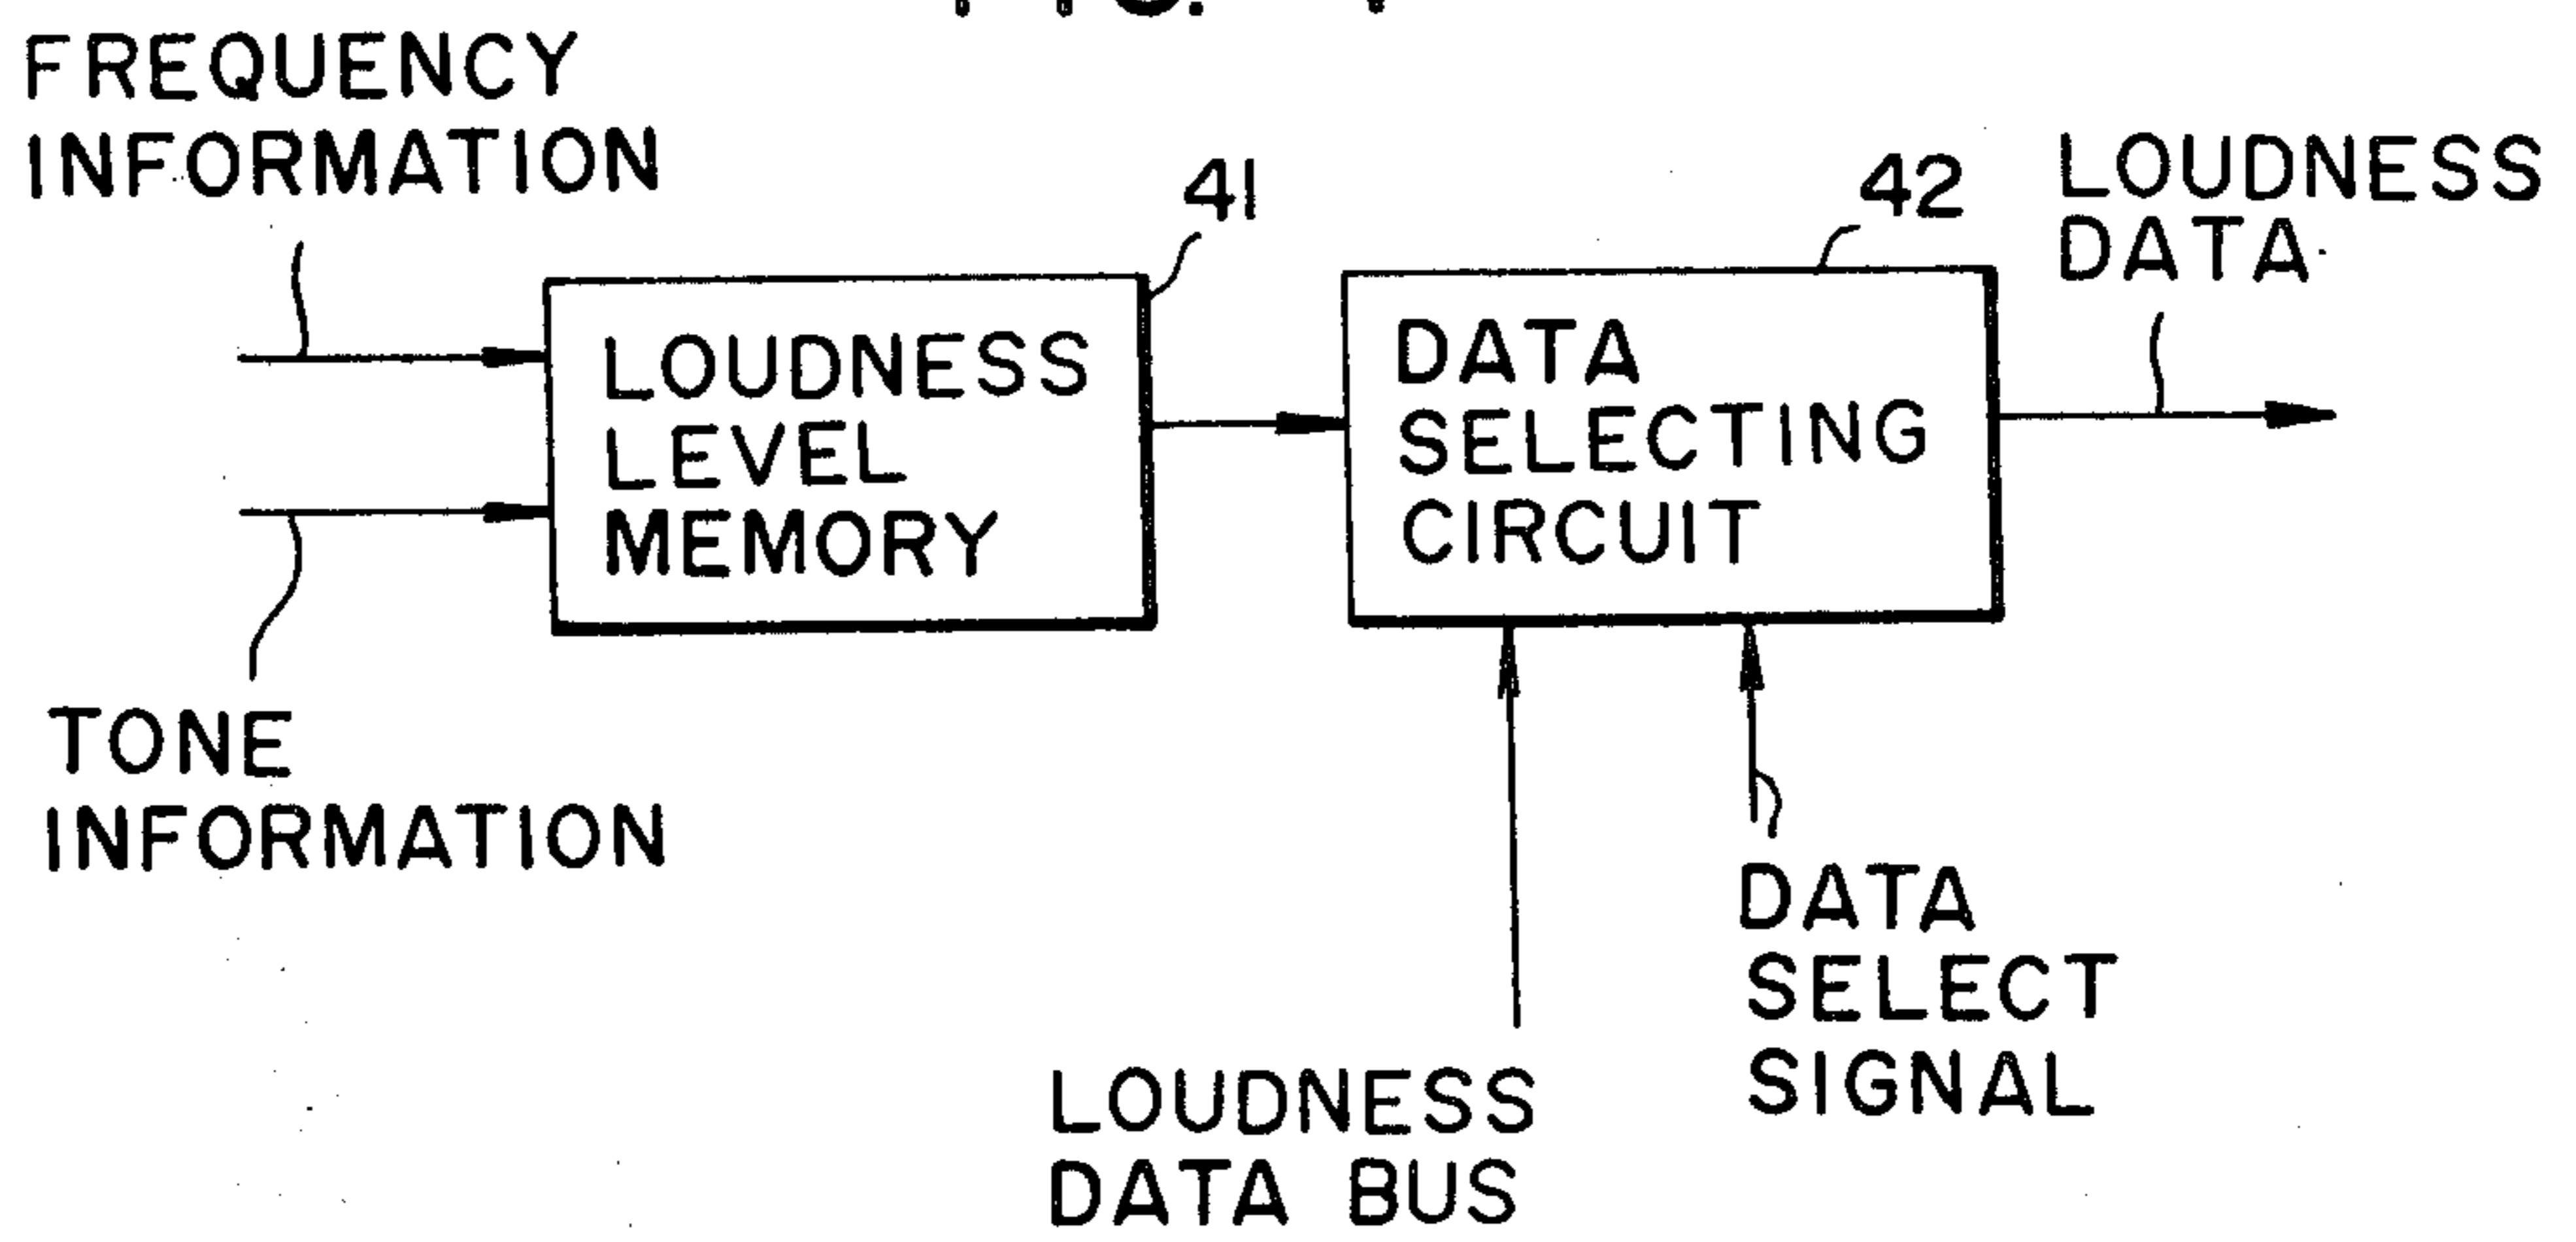 FREQUENCY
INFORMATION
41
42
LOUDNESS
DATA
LOUDNESS
LEVEL
MEMORY
DATA
SELECTING
CIRCUIT
TONE
INFORMATION
DATA
SELECT
SIGNAL
LOUDNESS
DATA BUS